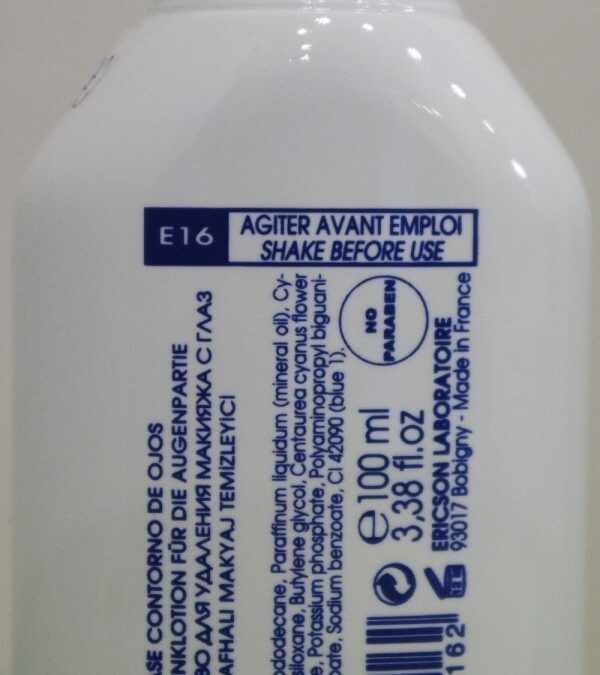 E16
AGITER AVANT EMPLOI
SHAKE BEFORE USE
CONTORNO DE OJOS
FÜR DIE AUGENPARTIE
ДЛЯ УДАЛЕНИЯ МАКИЯЖА С ГЛАЗ
MAKYAJ TEMİZLEYİCİ
Paraffinum liquidum (mineral oil), Cy-
Butylene glycol, Centaurea cyanus flower
Potassium phosphate, Polyaminopropyl biguani-
Sodium benzoate, CI 42090 (blue 1).
NO
PARABEN
e 100 ml
3,38 fl.oz
ERICSON LABORATOIRE
93017 Bobigny - Made in France
162